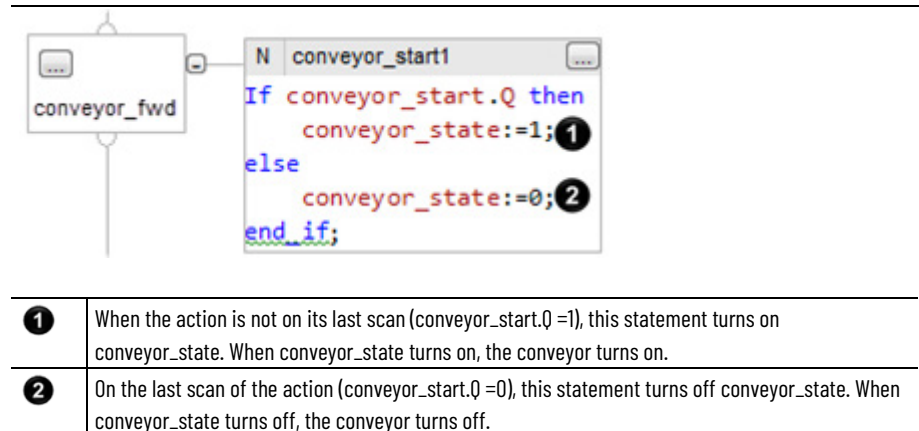 ...
conveyor_fwd
N conveyor_start1 ...
If conveyor_start.Q then
conveyor_state:=1; 1
else
conveyor_state:=0; 2
end_if;
1 When the action is not on its last scan (conveyor_start.Q =1), this statement turns on
conveyor_state. When conveyor_state turns on, the conveyor turns on.
2 On the last scan of the action (conveyor_start.Q =0), this statement turns off conveyor_state. When
conveyor_state turns off, the conveyor turns off.